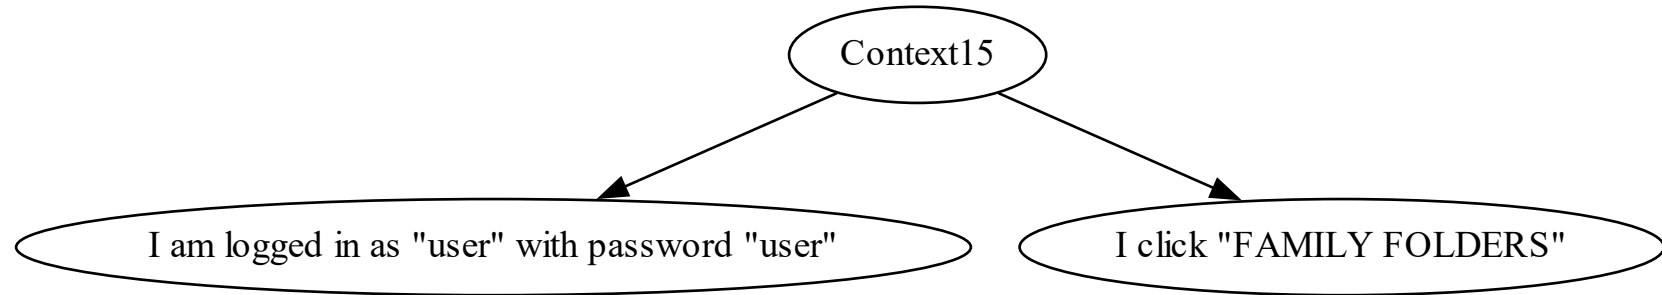 Context15
I am logged in as "user" with password "user"
I click "FAMILY FOLDERS"